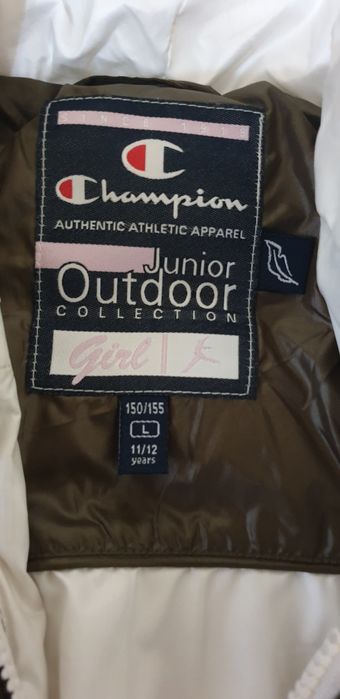 SINCE 1919
Champion
AUTHENTIC ATHLETIC APPAREL
Junior
Outdoor
COLLECTION
Girl
150/155
L
11/12
years